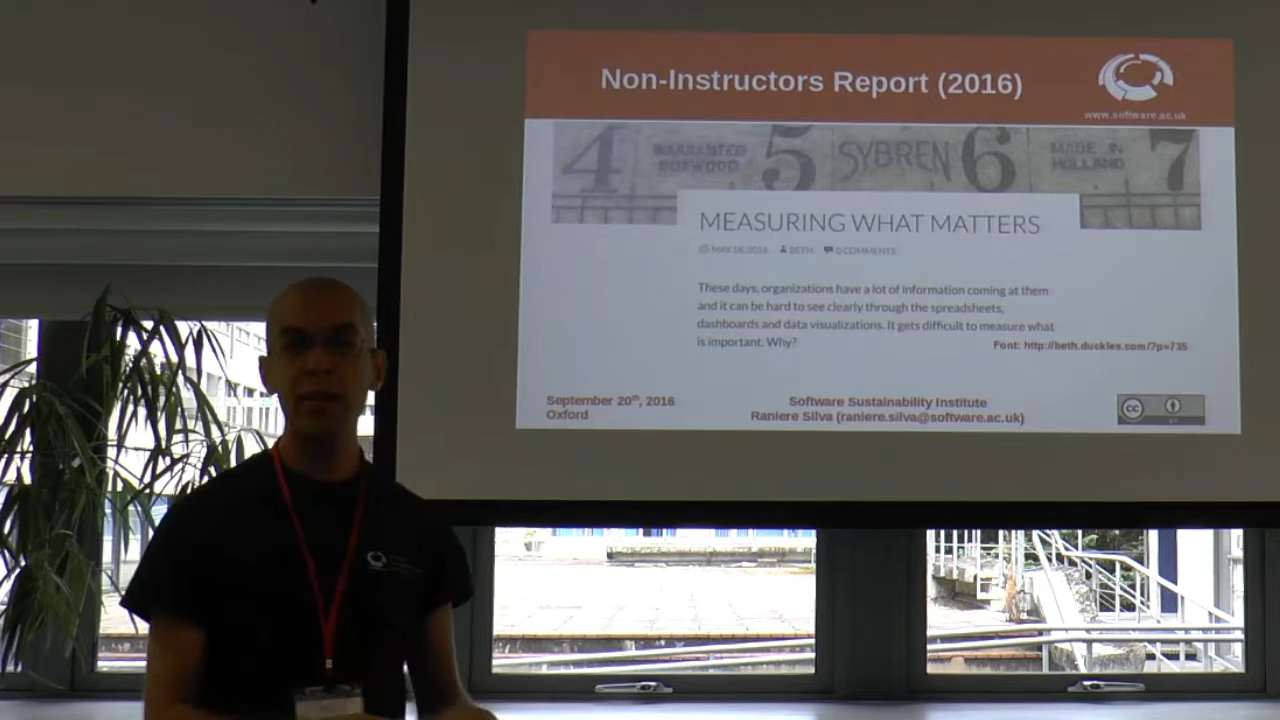 Non-Instructors Report (2016)
www.software.ac.uk
4 WARRANTED BOXWOOD 5 SYBREN 6 MADE IN HOLLAND 7
MEASURING WHAT MATTERS
MAY 18, 2016 BETH 0 COMMENTS
These days, organizations have a lot of information coming at them
and it can be hard to see clearly through the spreadsheets,
dashboards and data visualizations. It gets difficult to measure what
is important. Why?
Font: http://beth.duckles.com/?p=735
September 20th, 2016
Oxford
Software Sustainability Institute
Raniere Silva (raniere.silva@software.ac.uk)
cc
BY